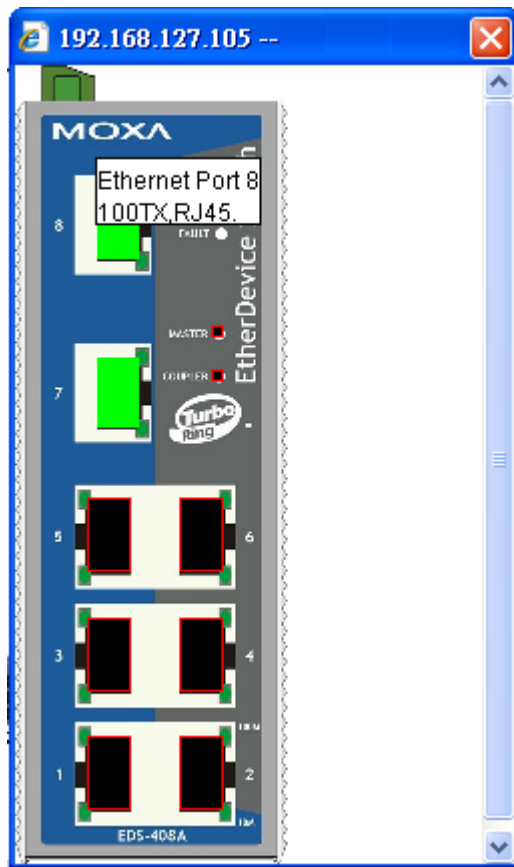 192.168.127.105 --
MOXA
Ethernet Port 8
100TX,RJ45.
8
FAULT
EtherDevice
MASTER
COUPLER
7
Turbo
Ring
5
6
3
4
1
2
EDS-408A